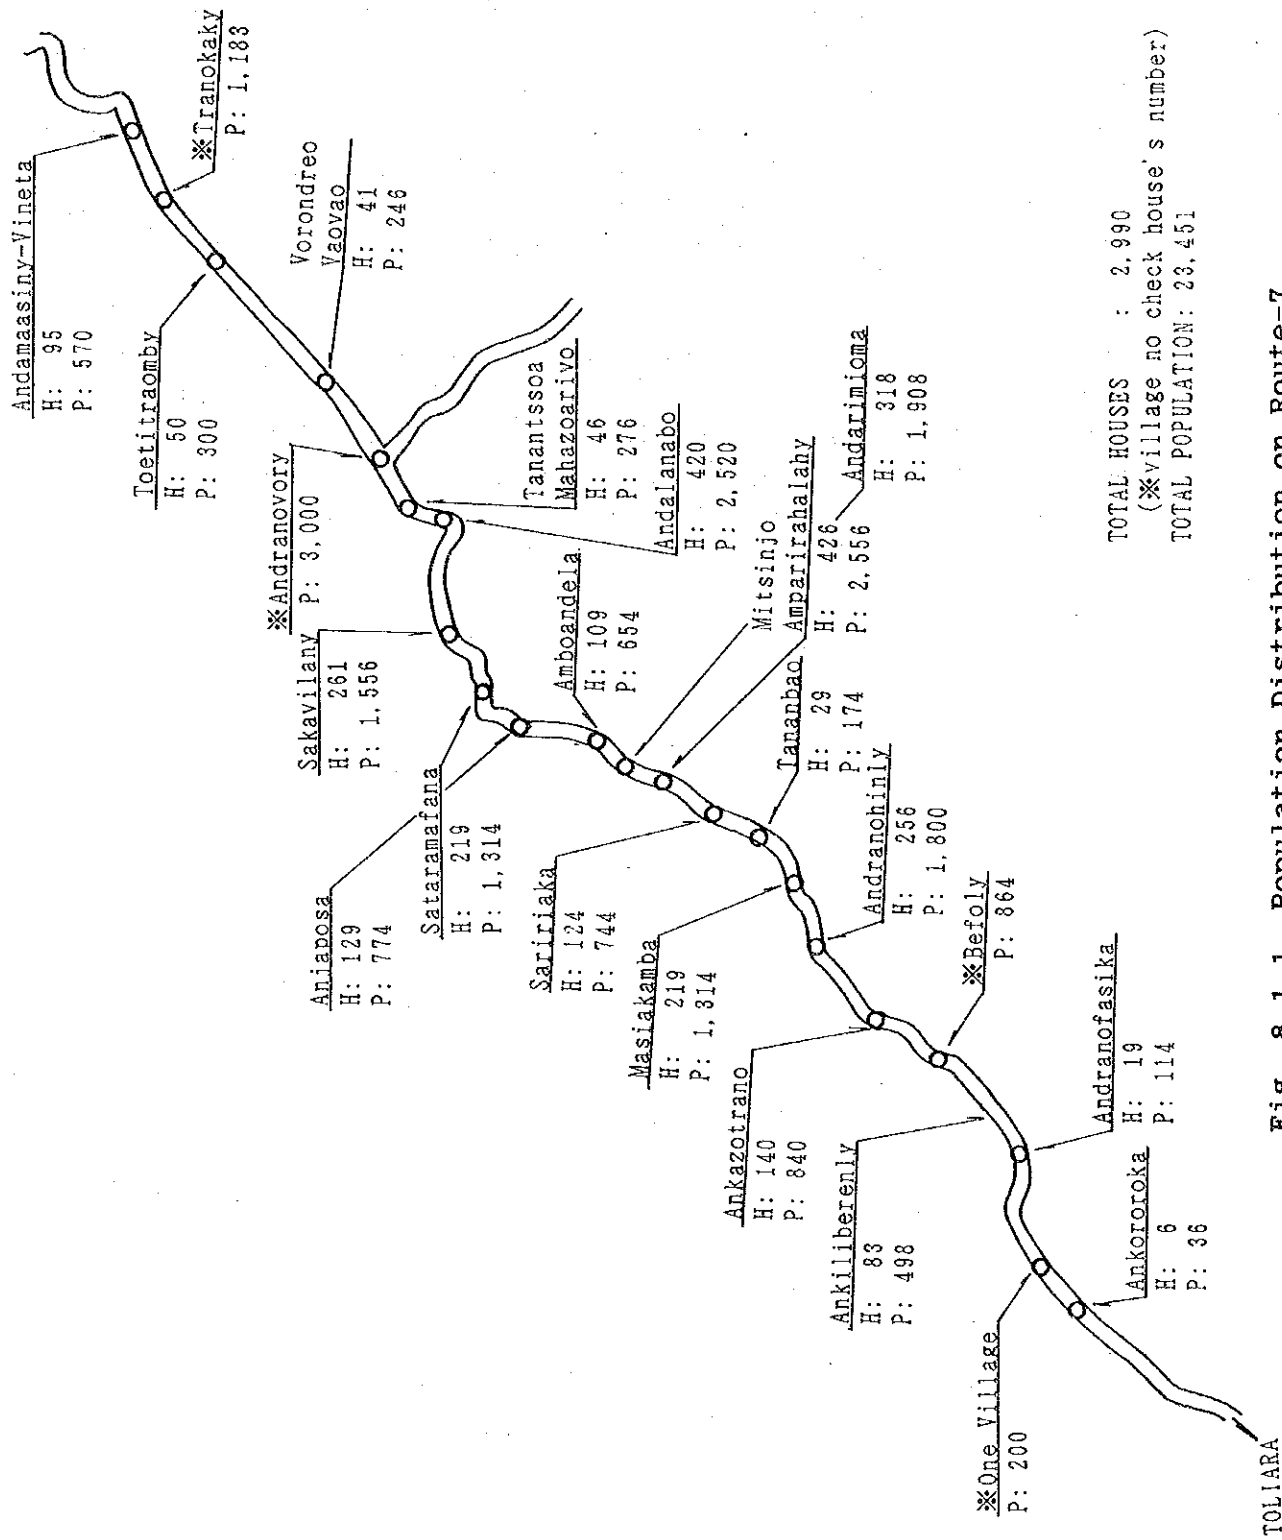 Andamaasiny-Vineta
H: 95
P: 570
※Tranokaky
P: 1,183
Toetitraomby
H: 50
P: 300
Vorondreo
Vaovao
H: 41
P: 246
※Andranovory
P: 3,000
Tanantssoa
Mahazoarivo
H: 46
P: 276
Andalanabo
H: 420
P: 2,520
Sakavilany
H: 261
P: 1,556
Aniaposa
H: 129
P: 774
Sataramafana
H: 219
P: 1,314
Amboandela
H: 109
P: 654
Mitsinjo
Amparirahalahy
H: 426
P: 2,556
Andarimioma
H: 318
P: 1,908
Saririaka
H: 124
P: 744
Tananbao
H: 29
P: 174
Masiakamba
H: 219
P: 1,314
Andranohinly
H: 256
P: 1,800
Ankazotrano
H: 140
P: 840
※Befoly
P: 864
Ankiliberenly
H: 83
P: 498
Andranofasika
H: 19
P: 114
※One Village
P: 200
Ankororoka
H: 6
P: 36
TOLIARA
TOTAL HOUSES : 2,990
(※village no check house's number)
TOTAL POPULATION: 23,451
Fig. 8.1.1 Population Distribution on Route-7